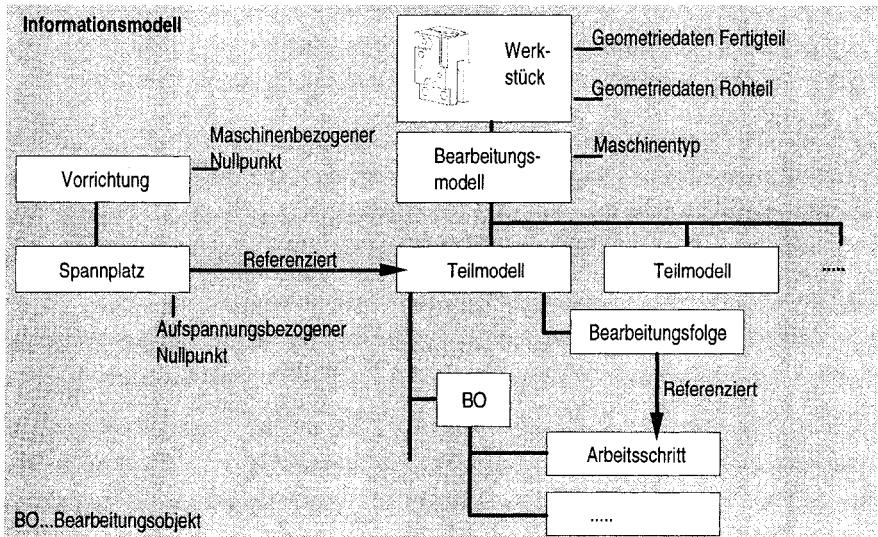 Informationsmodell
Werk-
stück
Geometriedaten Fertigteil
Geometriedaten Rohteil
Maschinenbezogener
Nullpunkt
Bearbeitungs-
modell
Maschinentyp
Vorrichtung
Spannplatz
Referenziert
Teilmodell
Teilmodell
.....
Aufspannungsbezogener
Nullpunkt
Bearbeitungsfolge
Referenziert
BO
Arbeitsschritt
.....
BO...Bearbeitungsobjekt